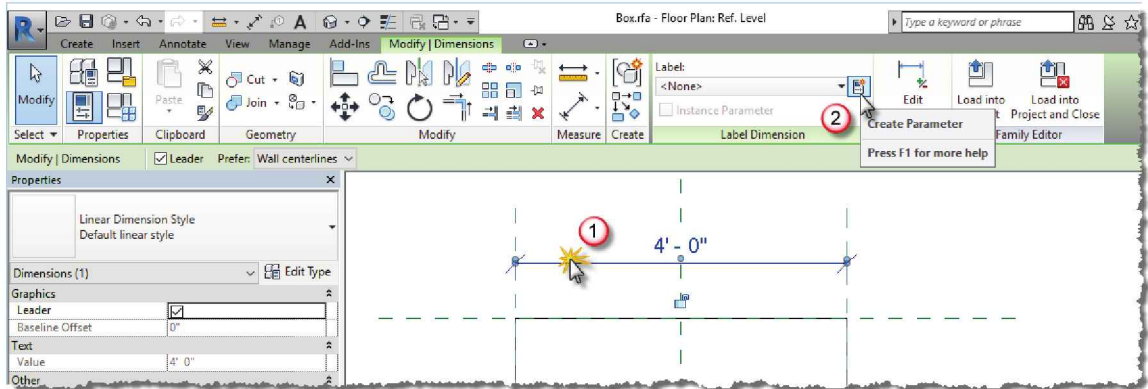 R
A
Box.rfa - Floor Plan: Ref. Level
Type a keyword or phrase
Create Insert Annotate View Manage Add-Ins Modify | Dimensions
Modify
Paste
Cut
Join
Label:
<None>
Instance Parameter
2
Edit
Load into
Load into
Project and Close
Select Properties Clipboard Geometry Modify Measure Create Label Dimension Family Editor
Create Parameter
Press F1 for more help
Modify | Dimensions Leader Prefer: Wall centerlines
Properties
Linear Dimension Style
Default linear style
Dimensions (1) Edit Type
Graphics
Leader
Baseline Offset 0"
Text
Value 4' 0"
Other
1
4' - 0"